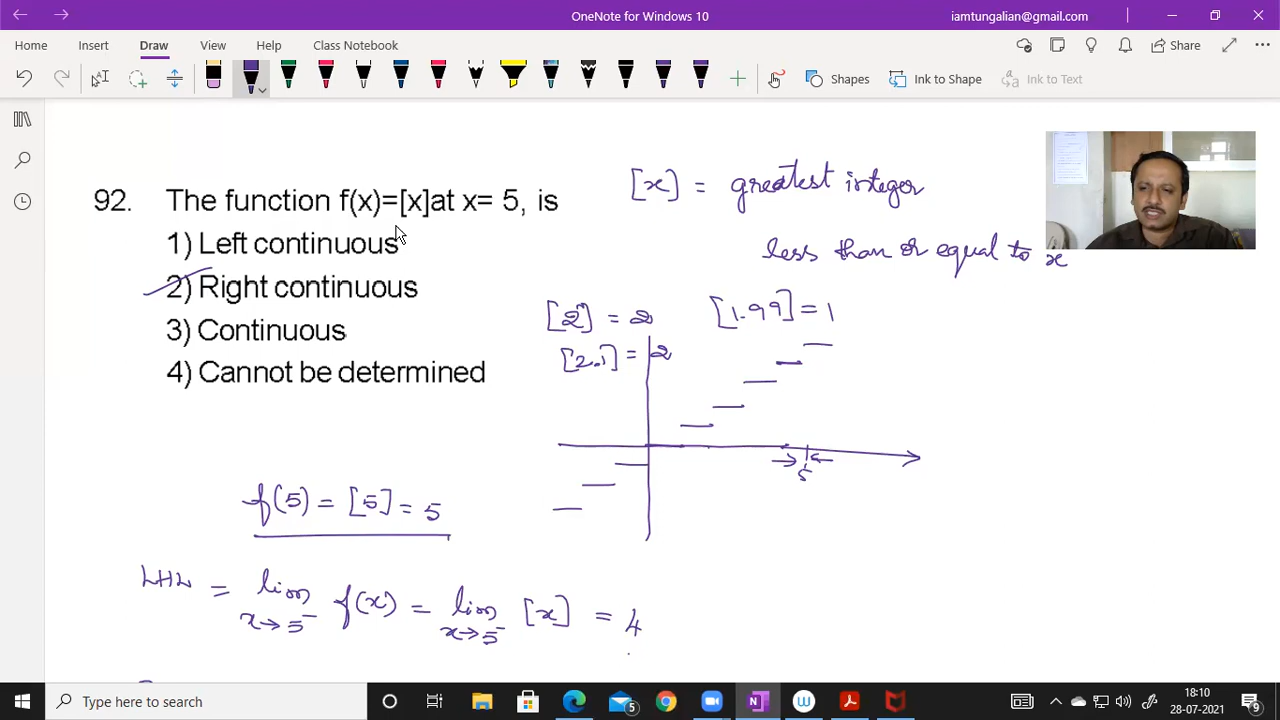 OneNote for Windows 10
iamtungalian@gmail.com
Home Insert Draw View Help Class Notebook
Share
Shapes Ink to Shape Ink to Text
92. The function f(x)=[x]at x= 5, is
1) Left continuous
2) Right continuous
3) Continuous
4) Cannot be determined
[x] = greatest integer
less than or equal to x
[2] = 2 [1.99] = 1
[2.1] = 2
5
f(5) = [5] = 5
LHL = lim f(x) = lim [x] = 4
x→5⁻ x→5⁻
Type here to search
5
18:10
28-07-2021
9